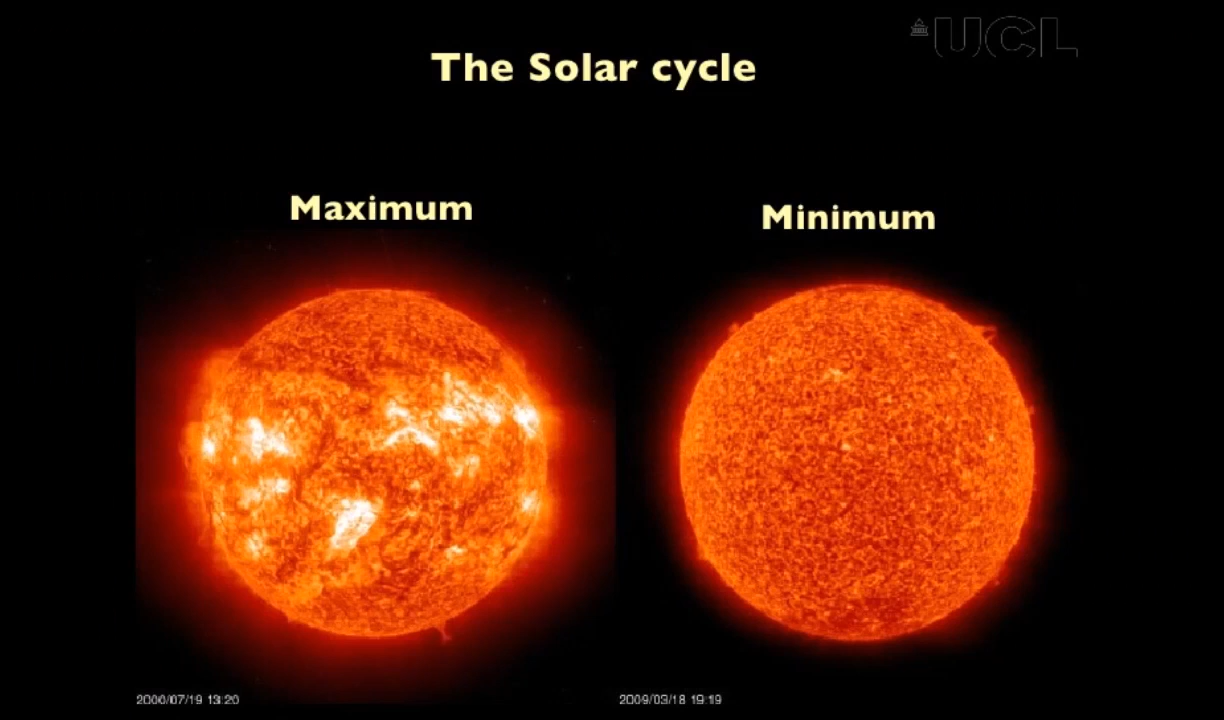 UCL
The Solar cycle
Maximum
Minimum
2000/07/19 13:20
2009/03/18 19:19